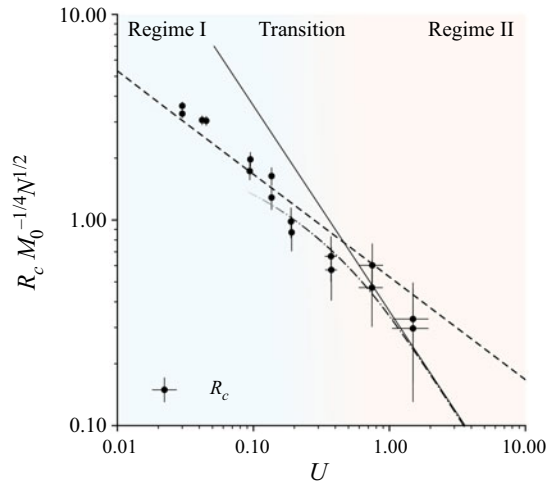 10.00
Regime I Transition Regime II
1.00
R_c M_0^{-1/4} N^{1/2}
R_c
0.10
0.01 0.10 1.00 10.00
U